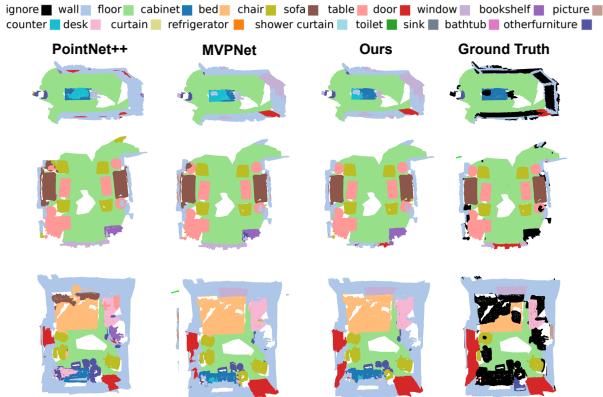 ignore wall floor cabinet bed chair sofa table door window bookshelf picture
counter desk curtain refrigerator shower curtain toilet sink bathtub otherfurniture
PointNet++ MVPNet Ours Ground Truth